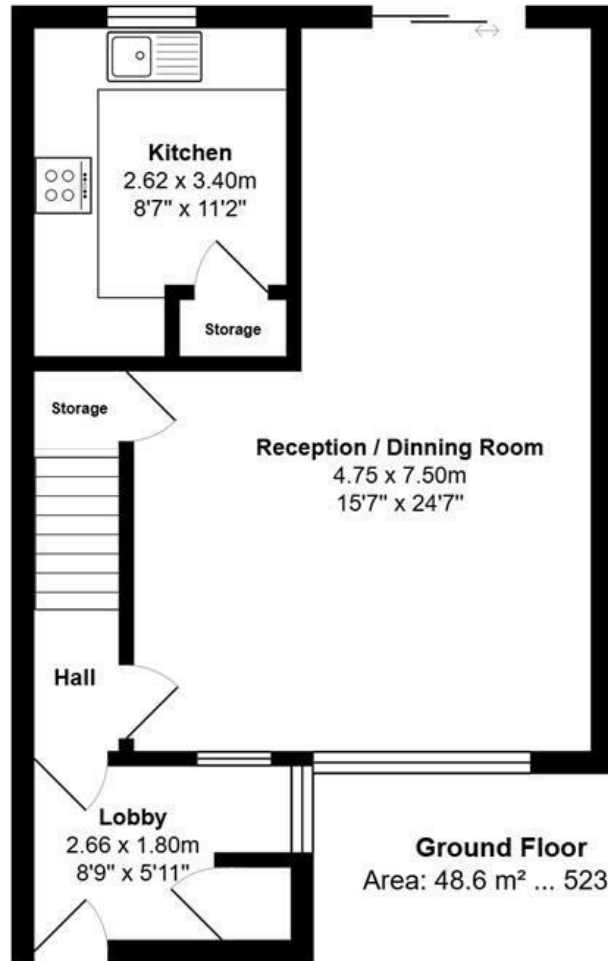 Kitchen
2.62 x 3.40m
8'7" x 11'2"
Storage
Storage
Reception / Dinning Room
4.75 x 7.50m
15'7" x 24'7"
Hall
Lobby
2.66 x 1.80m
8'9" x 5'11"
Ground Floor
Area: 48.6 m² ... 523